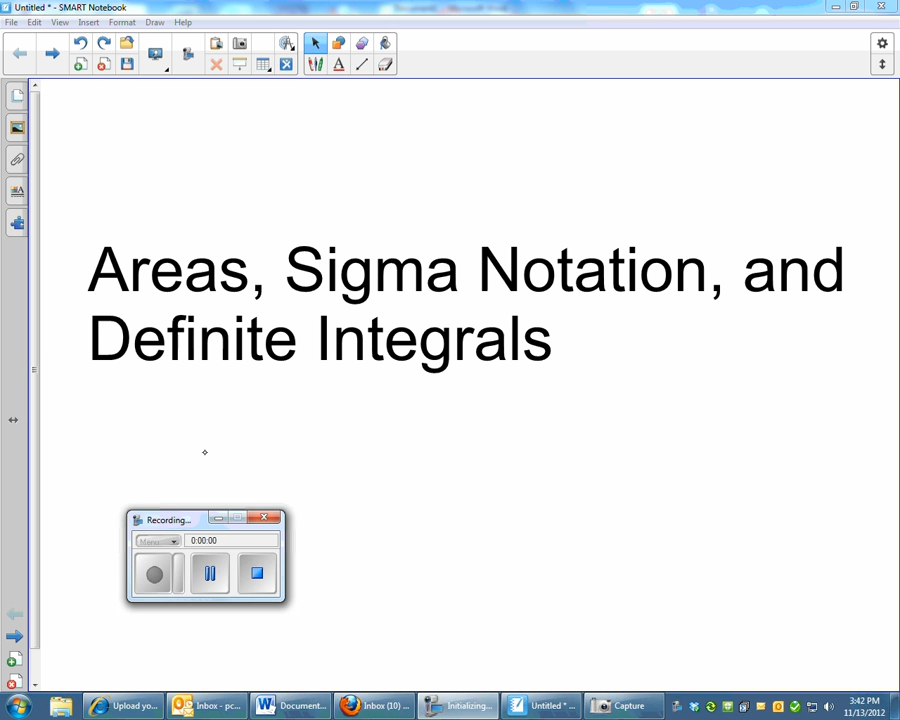 Untitled * - SMART Notebook
File Edit View Insert Format Draw Help
Areas, Sigma Notation, and
Definite Integrals
Recording...
Menu 0:00:00
Upload yo... Inbox - pc... Document... Inbox (10) ... Initializing... Untitled * ... Capture
3:42 PM
11/13/2012